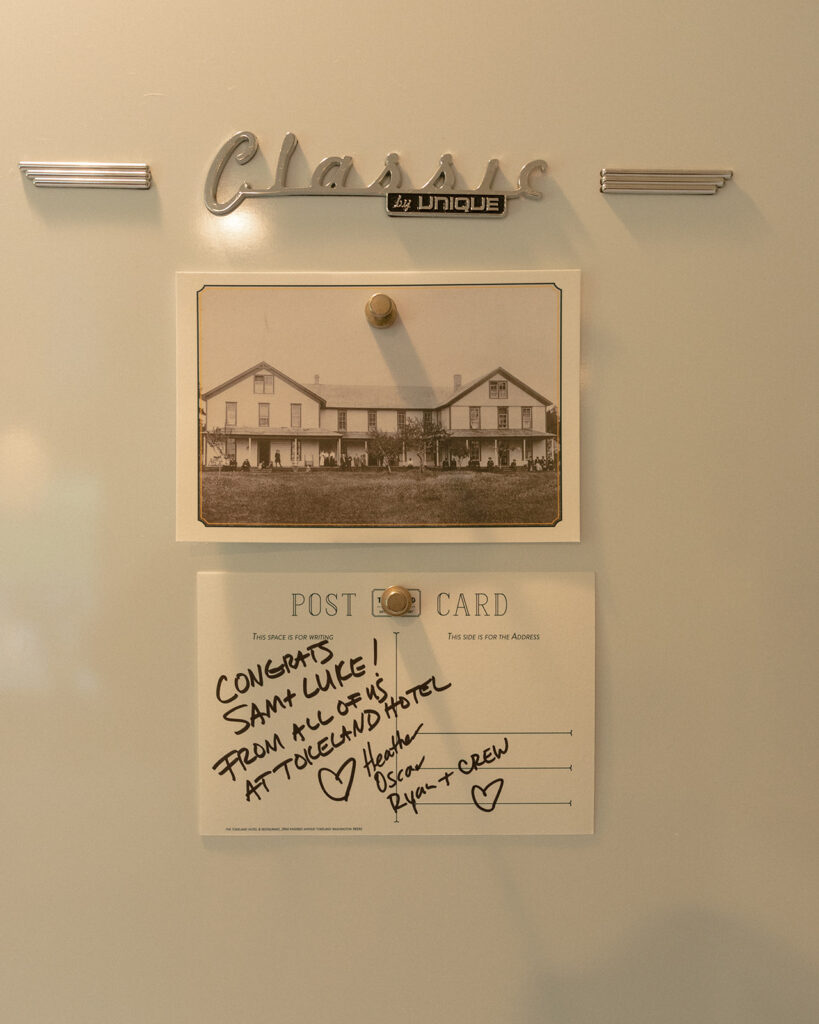 Classic
by UNIQUE
POST CARD
THIS SPACE IS FOR WRITING
THIS SIDE IS FOR THE ADDRESS
CONGRATS
SAM + LUKE!
FROM ALL OF US
AT TOKELAND HOTEL
♡ Heather
Oscar
Ryan + CREW
♡